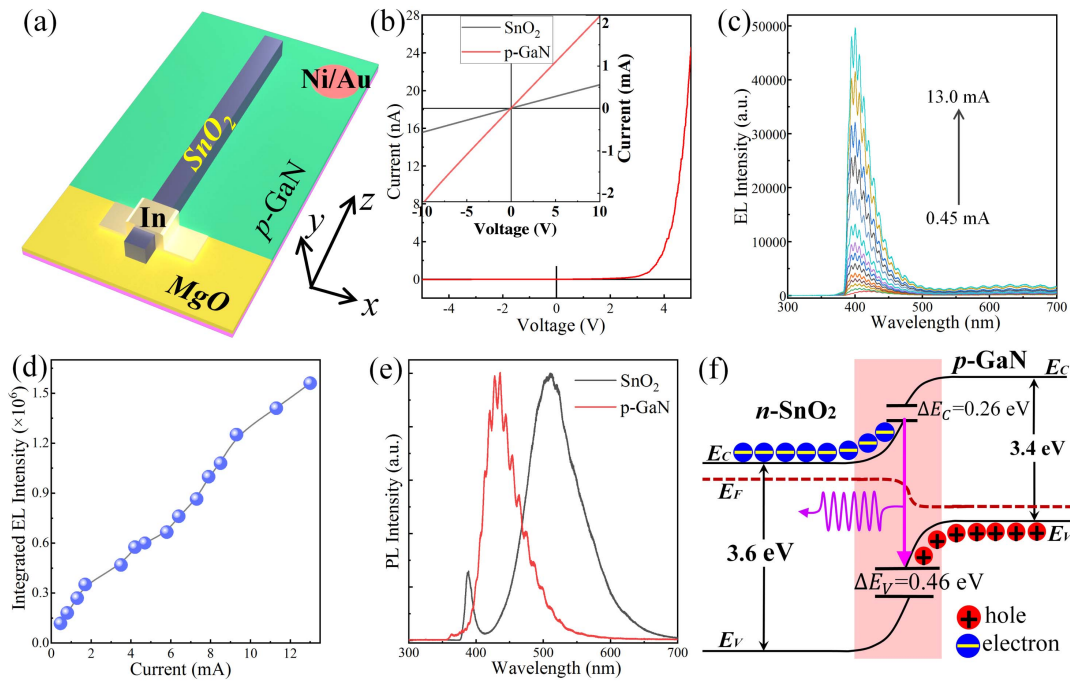 (a)
Ni/Au
SnO2
p-GaN
In
MgO
y
z
x
(b)
SnO2
p-GaN
Current (nA)
28
24
20
16
12
8
4
0
-4 -2 0 2 4
Voltage (V)
2
1
0
-1
-2
Current (mA)
-10 -5 0 5 10
Voltage (V)
(c)
EL Intensity (a.u.)
50000
40000
30000
20000
10000
0
13.0 mA
0.45 mA
300 400 500 600 700
Wavelength (nm)
(d)
Integrated EL Intensity (×10⁶)
1.5
1.2
0.9
0.6
0.3
0.0
0 2 4 6 8 10 12
Current (mA)
(e)
PL Intensity (a.u.)
SnO2
p-GaN
300 400 500 600 700
Wavelength (nm)
(f)
p-GaN
EC
ΔEC=0.26 eV
n-SnO2
EC
3.4 eV
EF
EV
3.6 eV
ΔEV=0.46 eV
hole
electron
EV